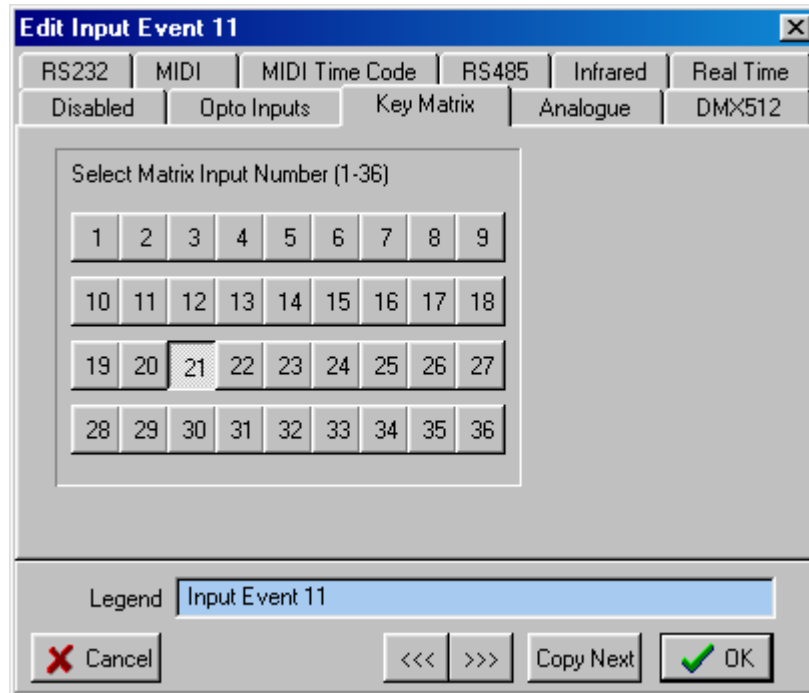 Edit Input Event 11
RS232 MIDI MIDI Time Code RS485 Infrared Real Time
Disabled Opto Inputs Key Matrix Analogue DMX512
Select Matrix Input Number (1-36)
1 2 3 4 5 6 7 8 9
10 11 12 13 14 15 16 17 18
19 20 21 22 23 24 25 26 27
28 29 30 31 32 33 34 35 36
Legend Input Event 11
Cancel <<< >>> Copy Next OK